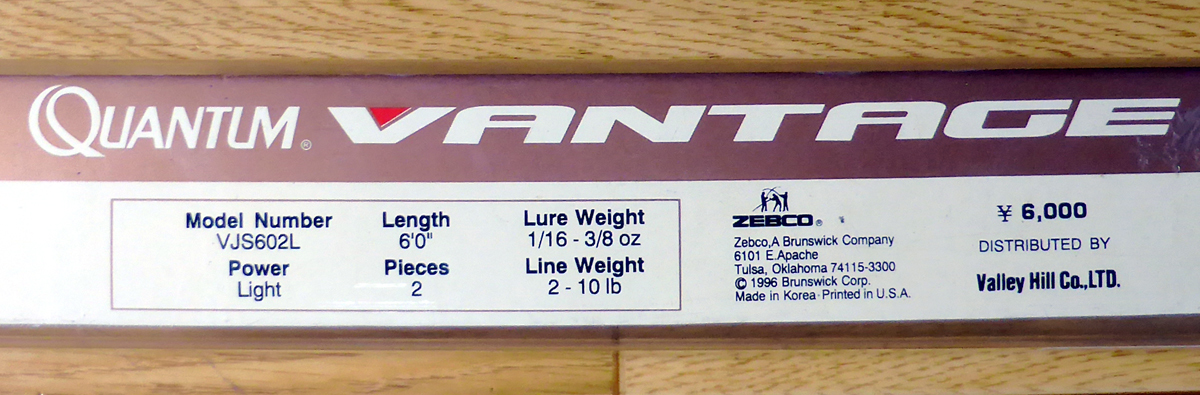 QUANTUM® VANTAGE
Model Number Length Lure Weight
VJS602L 6'0" 1/16 - 3/8 oz
Power Pieces Line Weight
Light 2 2 - 10 lb
ZEBCO®
Zebco,A Brunswick Company
6101 E.Apache
Tulsa, Oklahoma 74115-3300
© 1996 Brunswick Corp.
Made in Korea·Printed in U.S.A.
¥ 6,000
DISTRIBUTED BY
Valley Hill Co.,LTD.